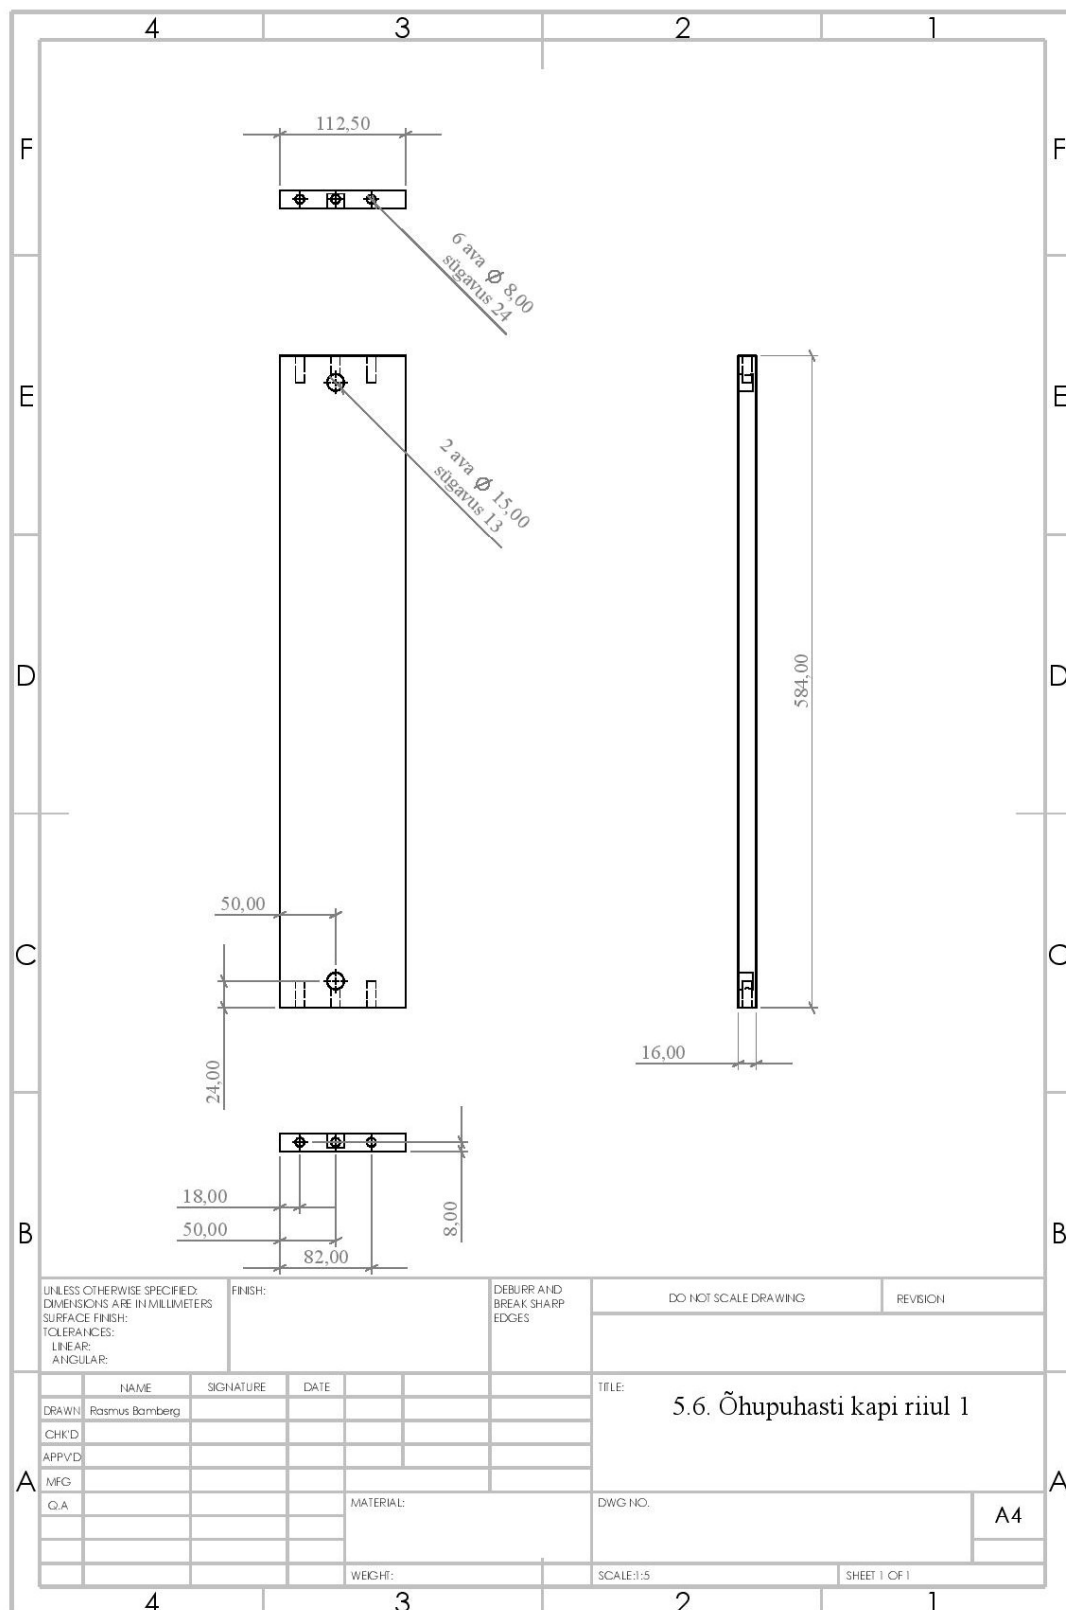 4 3 2 1
F F
112,50
6 ava Ø 8,00
sügavus 24
E E
2 ava Ø 15,00
sügavus 13
D D
584,00
50,00
C C
24,00
16,00
18,00
50,00
82,00
8,00
B B
UNLESS OTHERWISE SPECIFIED:
DIMENSIONS ARE IN MILLIMETERS
SURFACE FINISH:
TOLERANCES:
LINEAR:
ANGULAR:
FINISH:
DEBURR AND
BREAK SHARP
EDGES
DO NOT SCALE DRAWING
REVISION
NAME SIGNATURE DATE
DRAWN Rasmus Bamberg
CHK'D
APPV'D
MFG
Q.A
TITLE:
5.6. Õhupuhasti kapi riiul 1
A A
MATERIAL:
DWG NO.
A4
WEIGHT:
SCALE:1:5
SHEET 1 OF 1
4 3 2 1